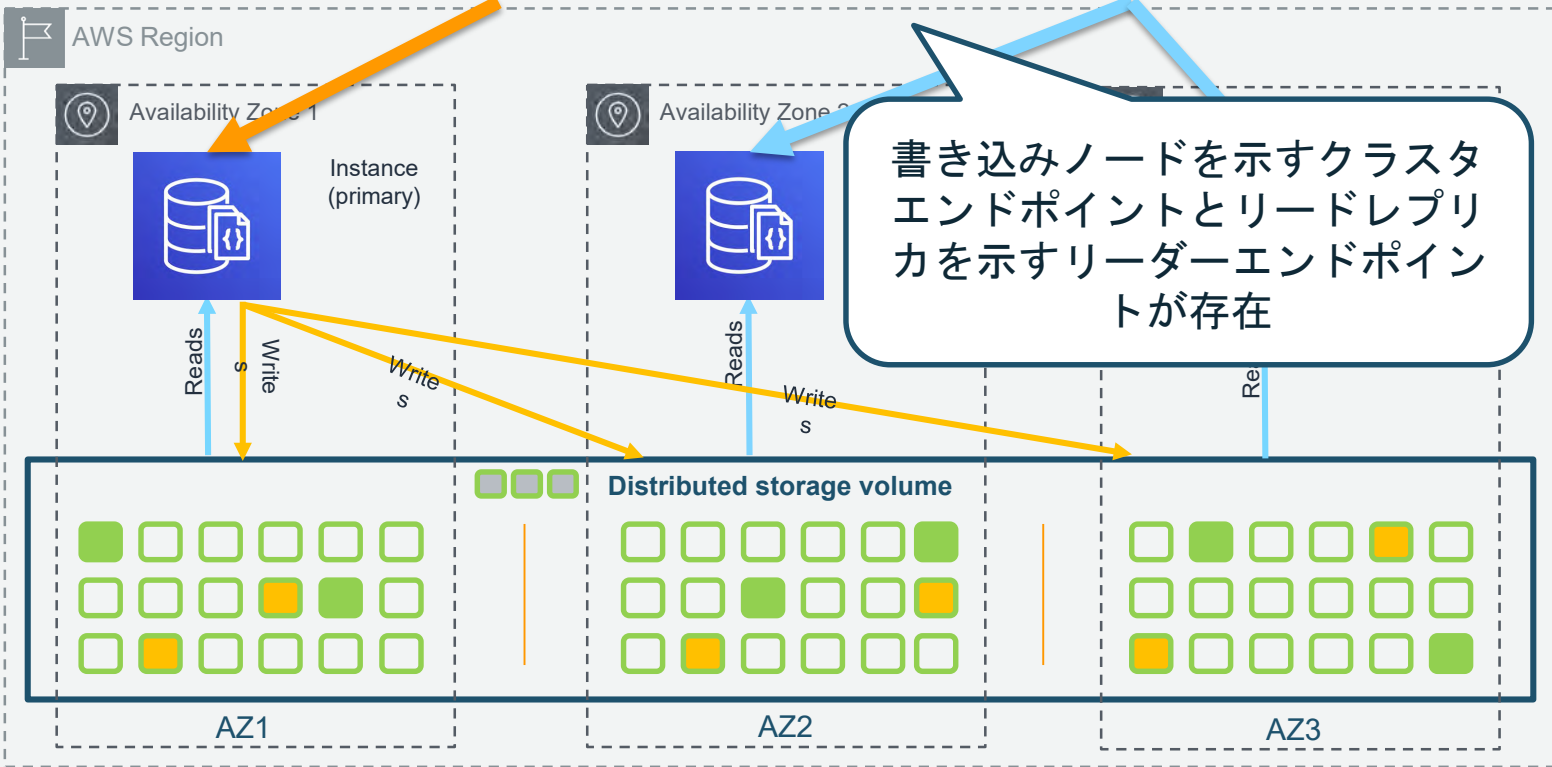 AWS Region
Availability Zone 1
Availability Zone
Instance
(primary)
書き込みノードを示すクラスタ
エンドポイントとリードレプリ
カを示すリーダーエンドポイン
トが存在
Reads
Write
s
Write
s
Reads
Write
s
Distributed storage volume
AZ1
AZ2
AZ3